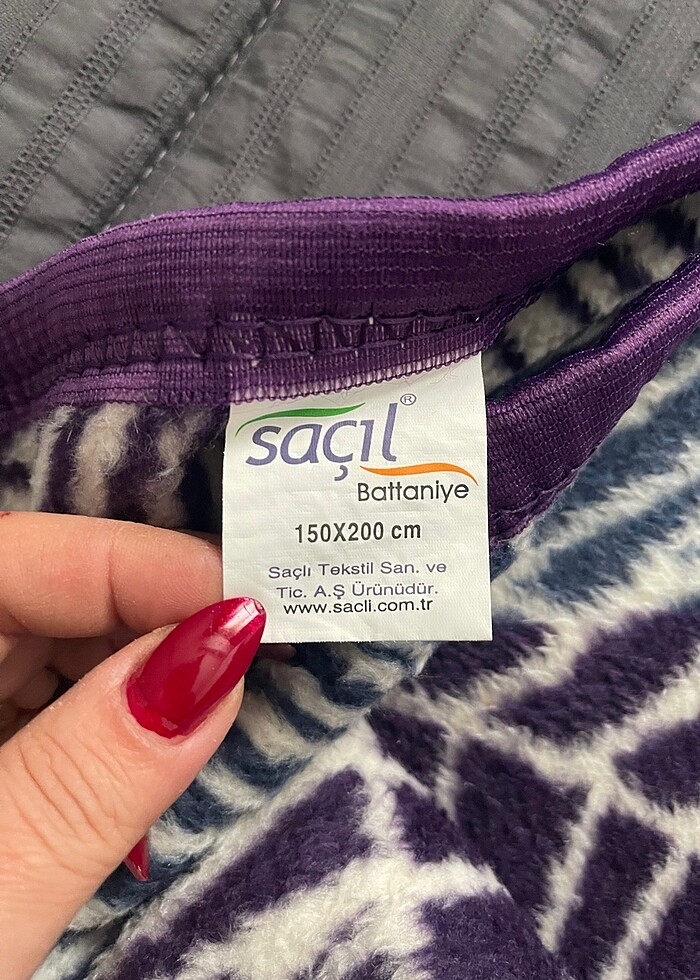 saçıl®
Battaniye
150X200 cm
Saçlı Tekstil San. ve
Tic. A.Ş Ürünüdür.
www.sacli.com.tr